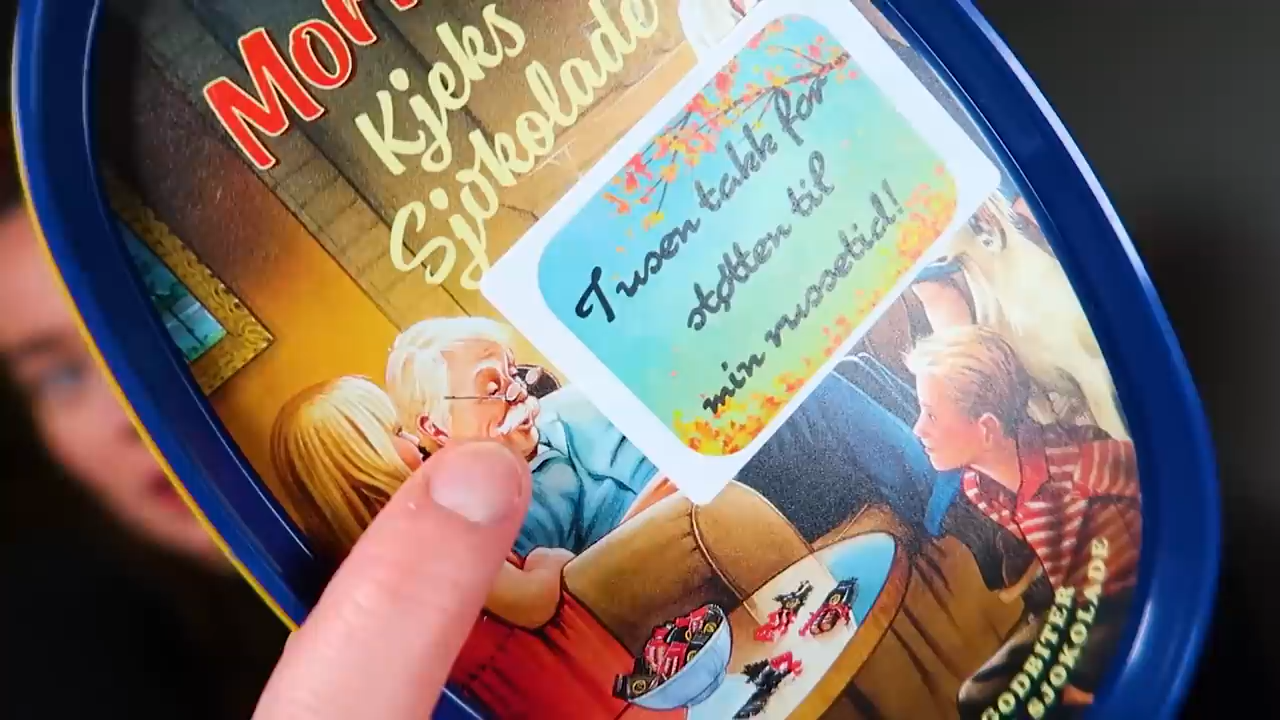 Kjeks
Sjokolade
Tusen takk for
støtten til
min russetid!
GODBITER
SJOKOLADE